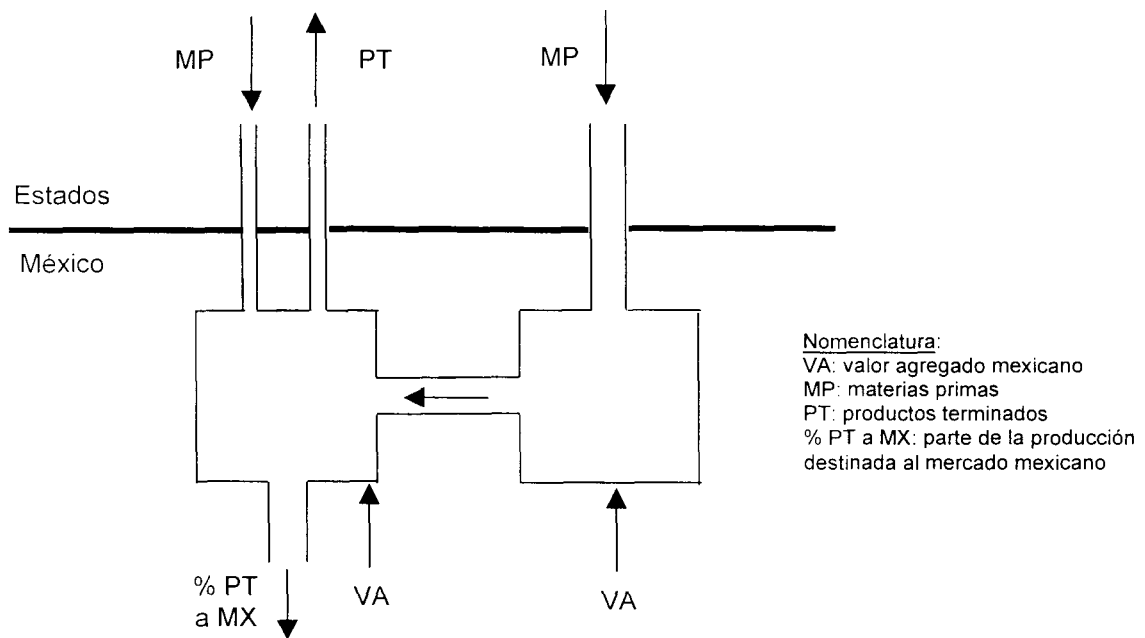 MP
PT
MP
Estados
México
Nomenclatura:
VA: valor agregado mexicano
MP: materias primas
PT: productos terminados
% PT a MX: parte de la producción
destinada al mercado mexicano
% PT
a MX
VA
VA